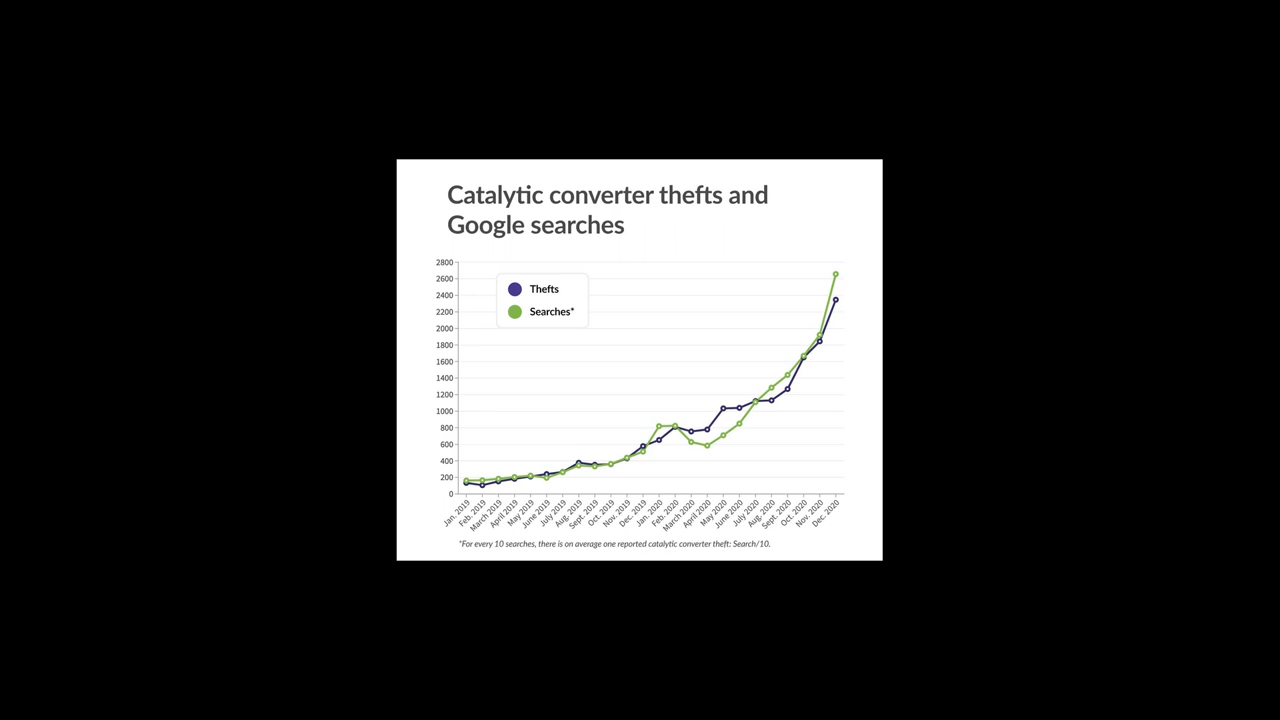 Catalytic converter thefts and
Google searches
2800
2600
2400
2200
2000
1800
1600
1400
1200
1000
800
600
400
200
0
Thefts
Searches*
Jan. 2019
Feb. 2019
March 2019
April 2019
May 2019
June 2019
July 2019
Aug. 2019
Sept. 2019
Oct. 2019
Nov. 2019
Dec. 2019
Jan. 2020
Feb. 2020
March 2020
April 2020
May 2020
June 2020
July 2020
Aug. 2020
Sept. 2020
Oct. 2020
Nov. 2020
Dec. 2020
*For every 10 searches, there is on average one reported catalytic converter theft: Search/10.